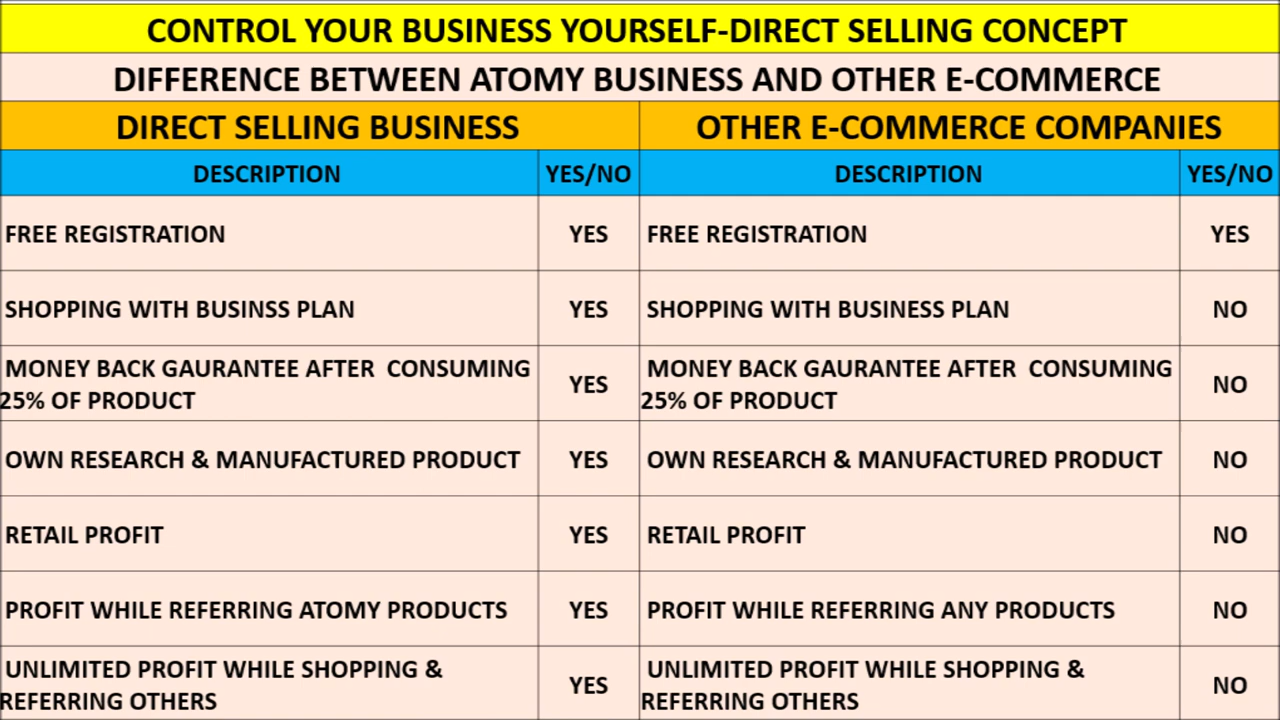 CONTROL YOUR BUSINESS YOURSELF-DIRECT SELLING CONCEPT
DIFFERENCE BETWEEN ATOMY BUSINESS AND OTHER E-COMMERCE
DIRECT SELLING BUSINESS OTHER E-COMMERCE COMPANIES
DESCRIPTION YES/NO DESCRIPTION YES/NO
FREE REGISTRATION YES FREE REGISTRATION YES
SHOPPING WITH BUSINSS PLAN YES SHOPPING WITH BUSINESS PLAN NO
MONEY BACK GAURANTEE AFTER CONSUMING
25% OF PRODUCT YES MONEY BACK GAURANTEE AFTER CONSUMING
25% OF PRODUCT NO
OWN RESEARCH & MANUFACTURED PRODUCT YES OWN RESEARCH & MANUFACTURED PRODUCT NO
RETAIL PROFIT YES RETAIL PROFIT NO
PROFIT WHILE REFERRING ATOMY PRODUCTS YES PROFIT WHILE REFERRING ANY PRODUCTS NO
UNLIMITED PROFIT WHILE SHOPPING &
REFERRING OTHERS YES UNLIMITED PROFIT WHILE SHOPPING &
REFERRING OTHERS NO